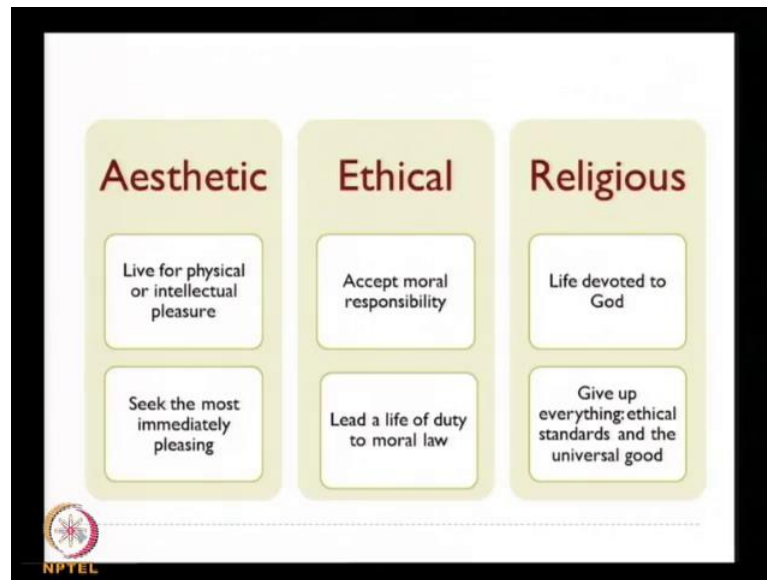 Aesthetic
Live for physical
or intellectual
pleasure
Seek the most
immediately
pleasing
Ethical
Accept moral
responsibility
Lead a life of duty
to moral law
Religious
Life devoted to
God
Give up
everything:ethical
standards and the
universal good
NPTEL